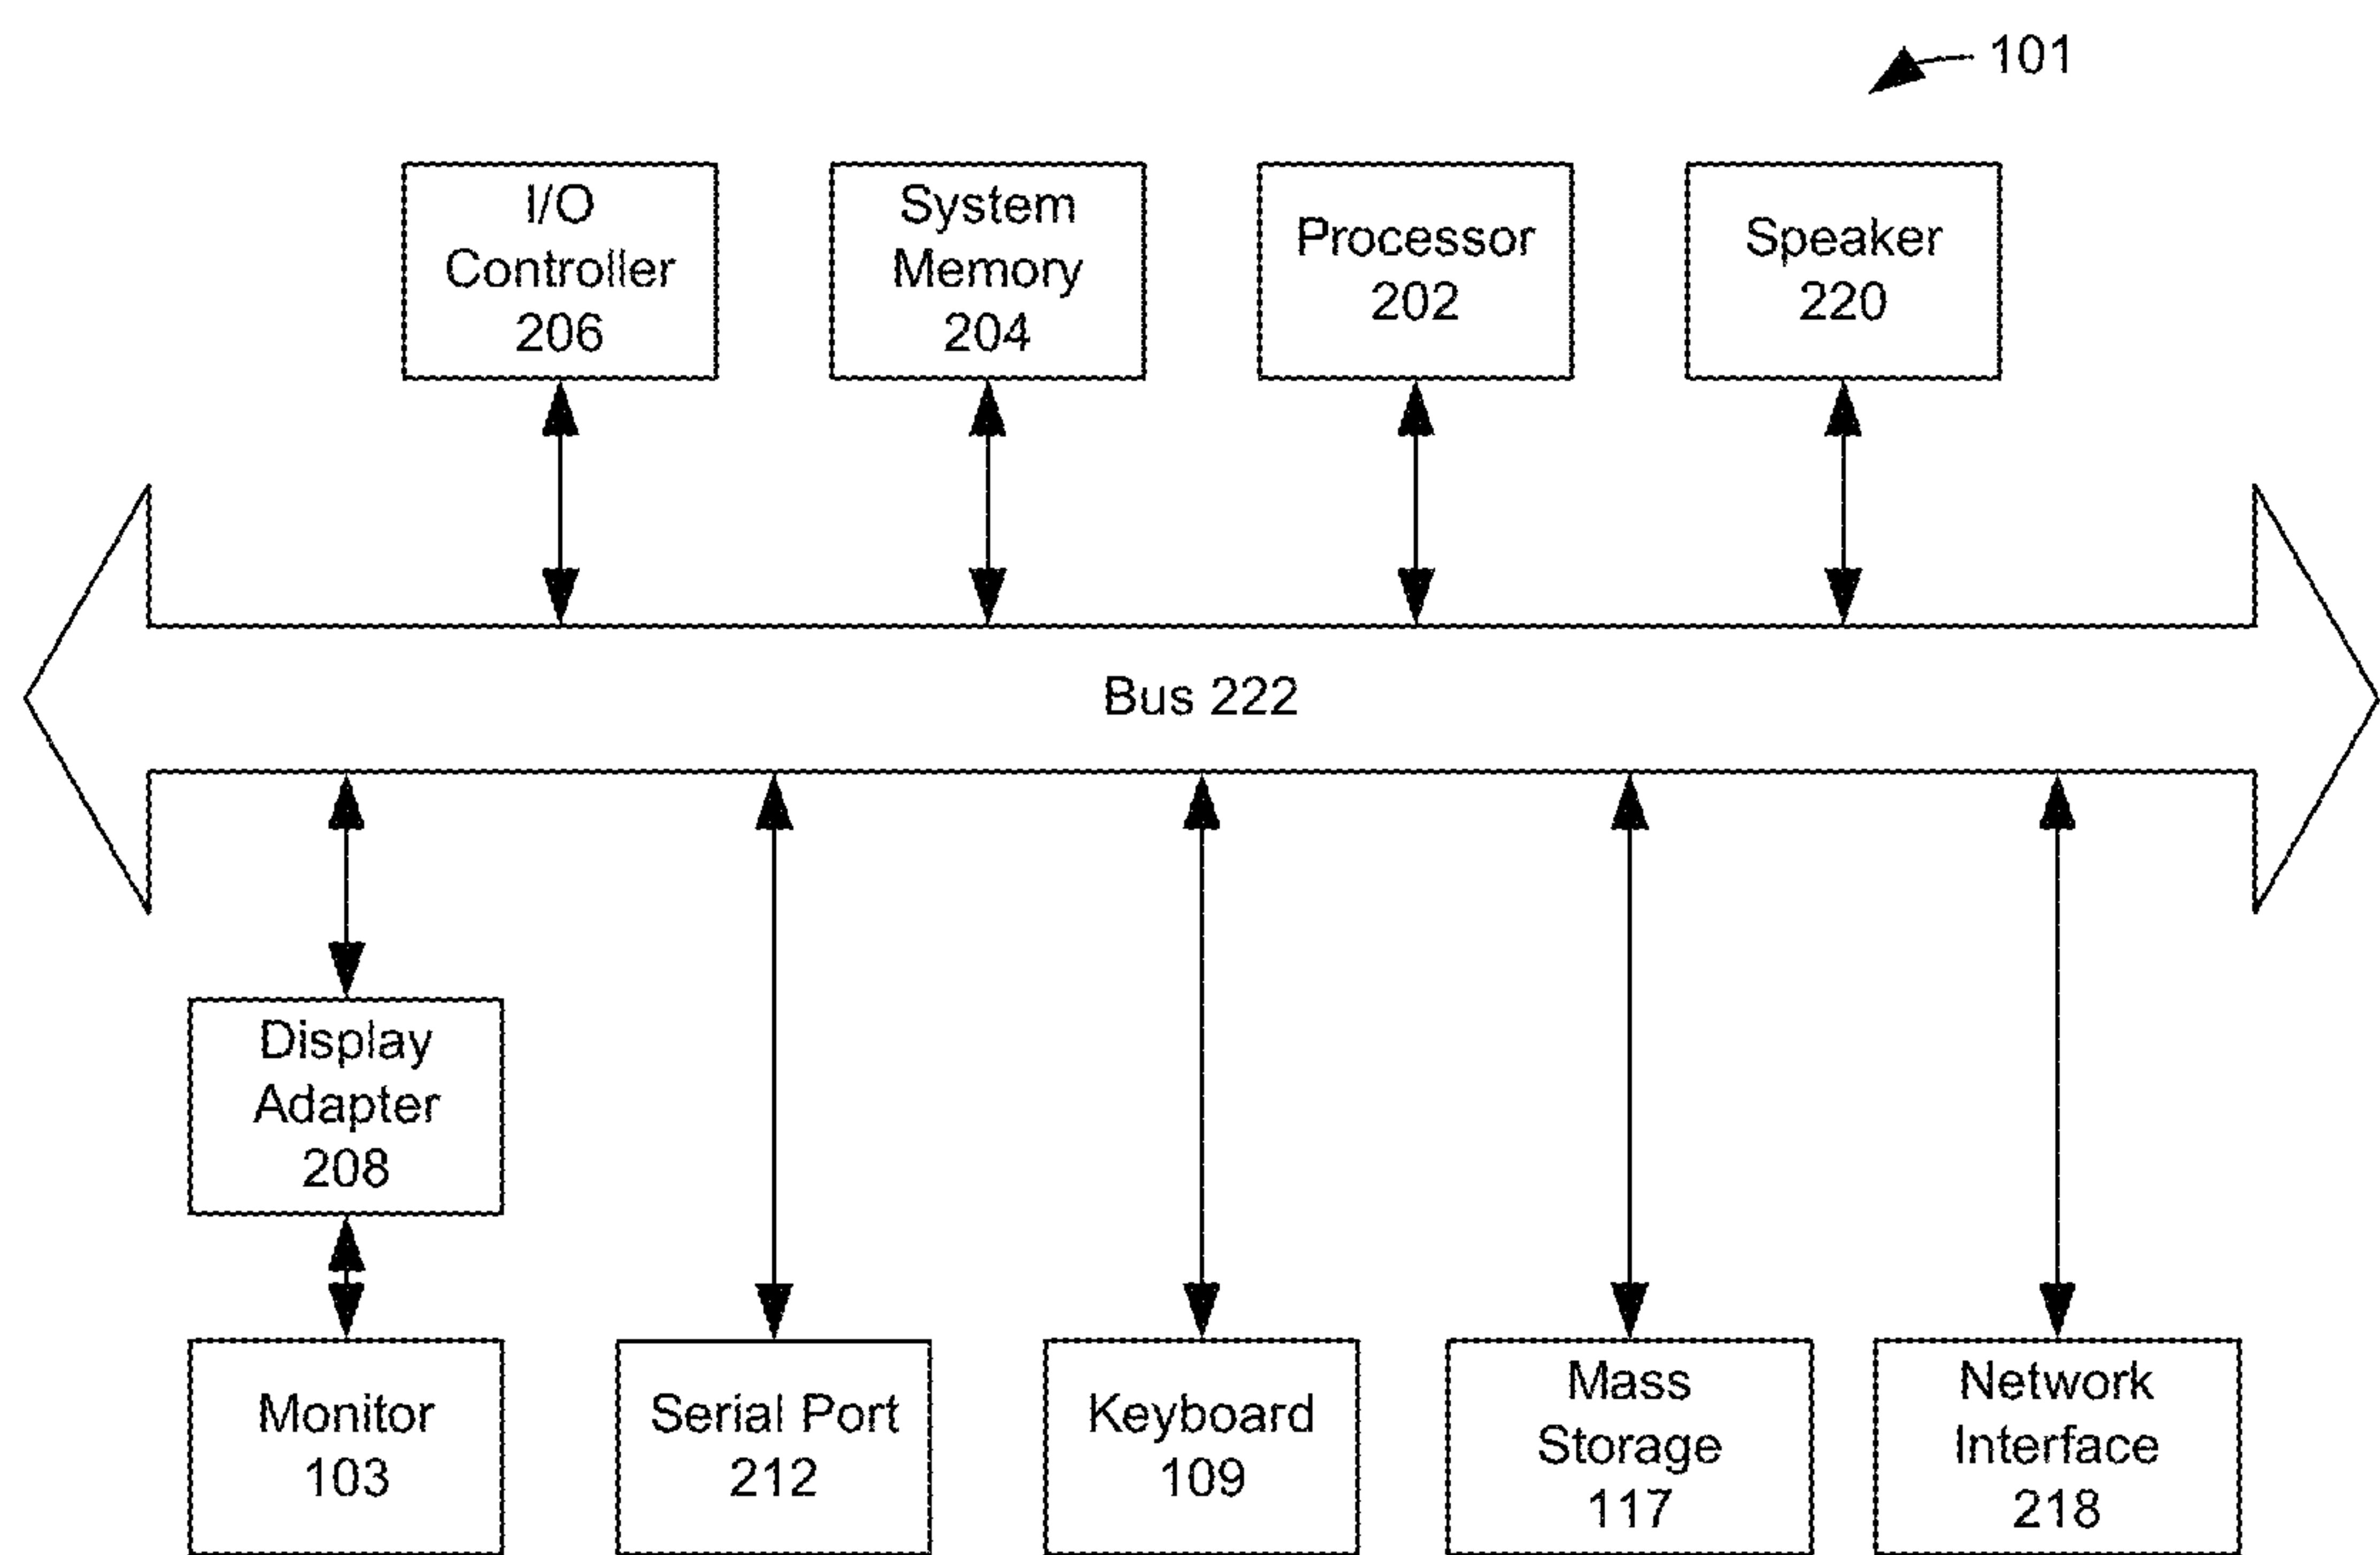 101
I/O
Controller
206
System
Memory
204
Processor
202
Speaker
220
Bus 222
Display
Adapter
208
Monitor
103
Serial Port
212
Keyboard
109
Mass
Storage
117
Network
Interface
218